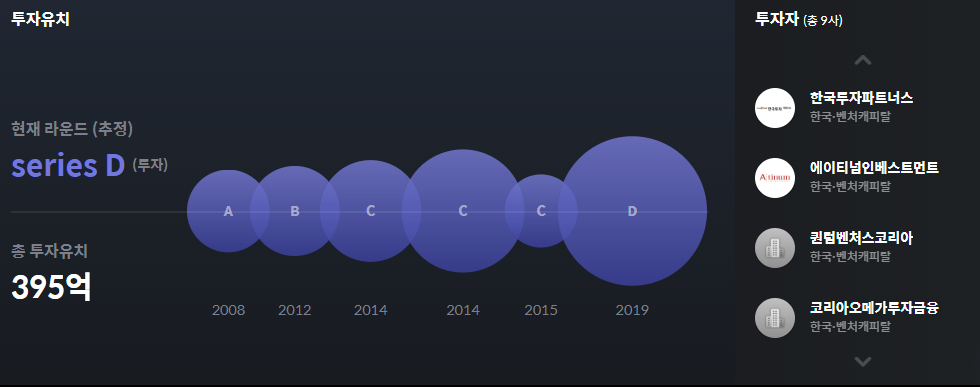 투자유치
현재 라운드 (추정)
series D (투자)
총 투자유치
395억
A B C C C D
2008 2012 2014 2014 2015 2019
투자자 (총 9사)
한국투자파트너스
한국·벤처캐피탈
Altinum
에이티넘인베스트먼트
한국·벤처캐피탈
퀀텀벤처스코리아
한국·벤처캐피탈
코리아오메가투자금융
한국·벤처캐피탈